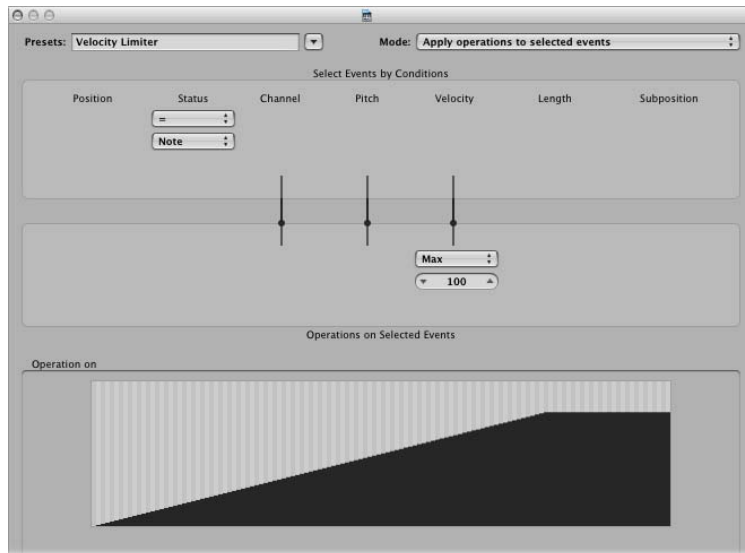 Presets: Velocity Limiter Mode: Apply operations to selected events
Select Events by Conditions
Position Status Channel Pitch Velocity Length Subposition
=
Note
Max
100
Operations on Selected Events
Operation on